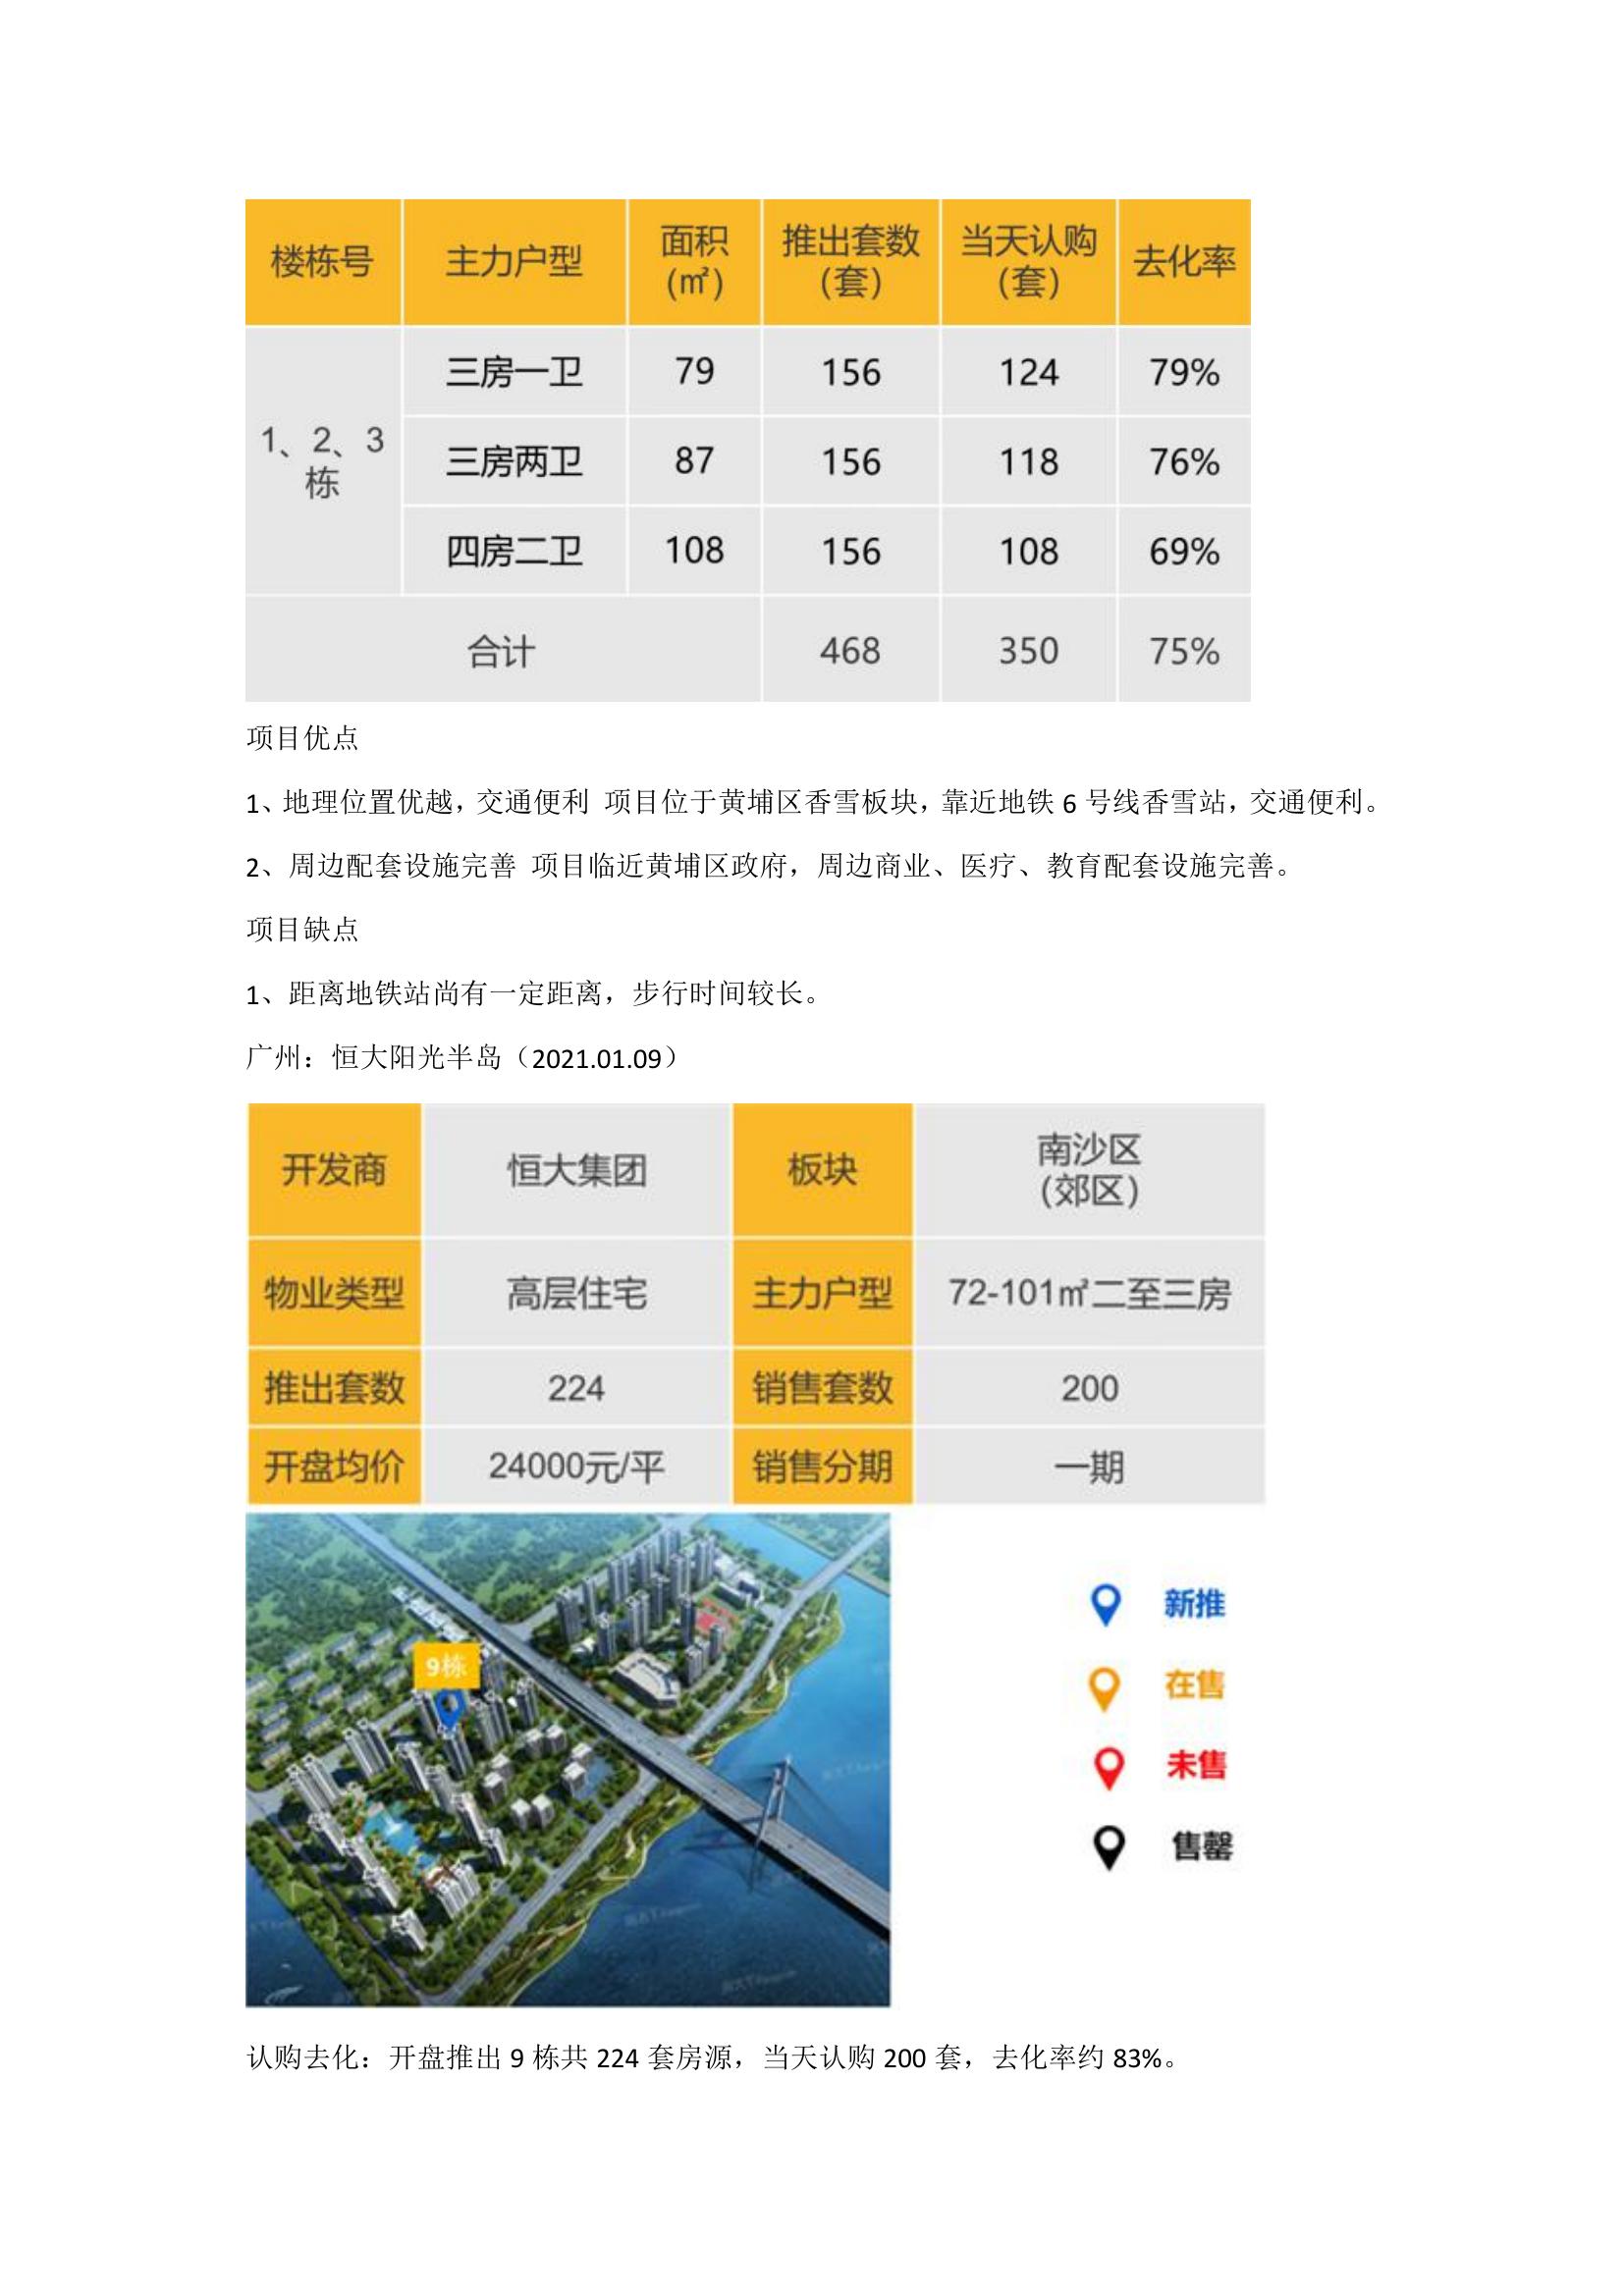 楼栋号 主力户型 面积(㎡) 推出套数(套) 当天认购(套) 去化率
1、2、3栋 三房一卫 79 156 124 79%
三房两卫 87 156 118 76%
四房二卫 108 156 108 69%
合计 468 350 75%
项目优点
1、地理位置优越，交通便利 项目位于黄埔区香雪板块，靠近地铁 6 号线香雪站，交通便利。
2、周边配套设施完善 项目临近黄埔区政府，周边商业、医疗、教育配套设施完善。
项目缺点
1、距离地铁站尚有一定距离，步行时间较长。
广州：恒大阳光半岛（2021.01.09）
开发商 恒大集团 板块 南沙区(郊区)
物业类型 高层住宅 主力户型 72-101㎡二至三房
推出套数 224 销售套数 200
开盘均价 24000元/平 销售分期 一期
9栋
新推
在售
未售
售罄
认购去化：开盘推出 9 栋共 224 套房源，当天认购 200 套，去化率约 83%。